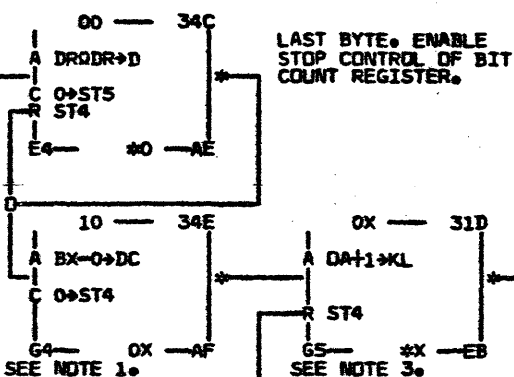 00 — 34C
LAST BYTE. ENABLE
STOP CONTROL OF BIT
COUNT REGISTER.
A DRΩDR→D
*
C 0→ST5
R ST4
E4— *0 —AE
10 — 34E
0X — 31D
A BX-0→DC
*
A DA+1→KL
*
C 0→ST4
R ST4
G4— 0X —AF
G5— *X —EB
SEE NOTE 1.
SEE NOTE 3.